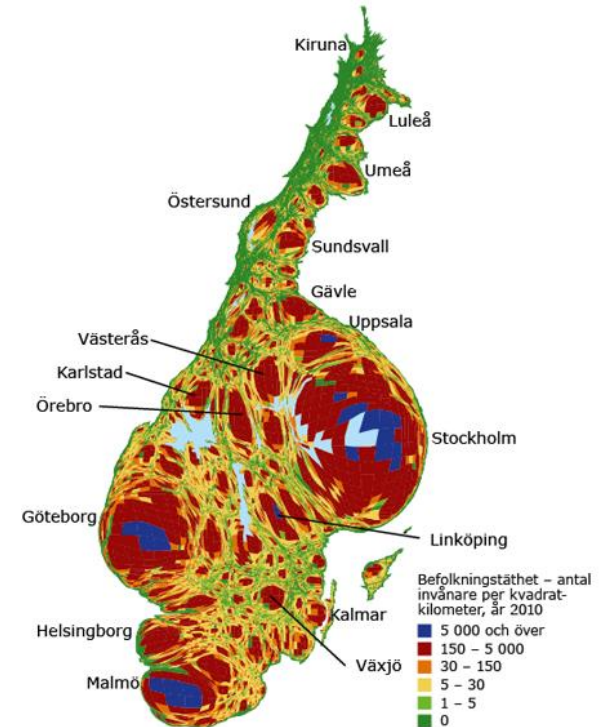 Kiruna
Luleå
Umeå
Östersund
Sundsvall
Gävle
Uppsala
Västerås
Karlstad
Örebro
Stockholm
Göteborg
Linköping
Befolkningstäthet – antal
invånare per kvadrat-
kilometer, år 2010
5 000 och över
150 – 5 000
30 – 150
5 – 30
1 – 5
0
Kalmar
Helsingborg
Växjö
Malmö